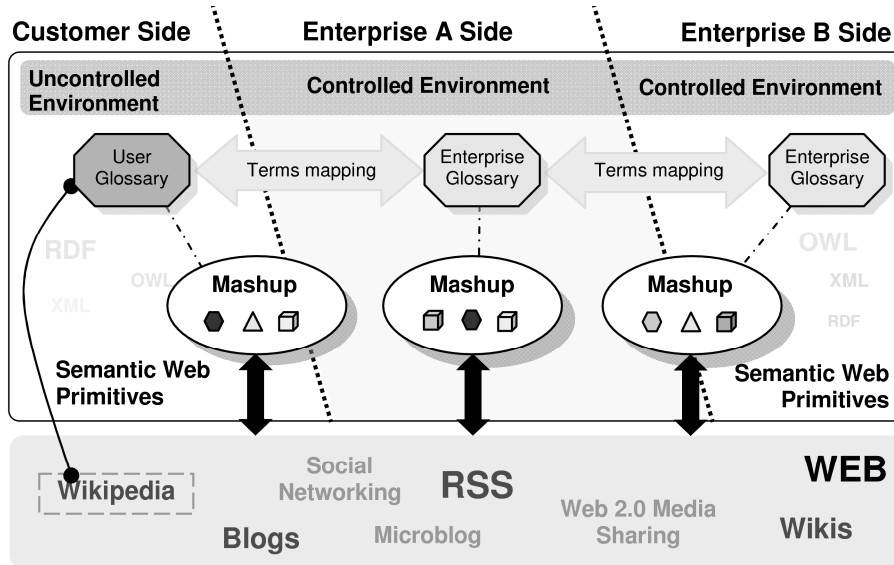 Customer Side
Enterprise A Side
Enterprise B Side
Uncontrolled
Environment
Controlled Environment
Controlled Environment
User
Glossary
Terms mapping
Enterprise
Glossary
Terms mapping
Enterprise
Glossary
RDF
OWL
XML
OWL
XML
RDF
Mashup
Mashup
Mashup
Semantic Web
Primitives
Semantic Web
Primitives
Wikipedia
Social
Networking
RSS
WEB
Blogs
Microblog
Web 2.0 Media
Sharing
Wikis